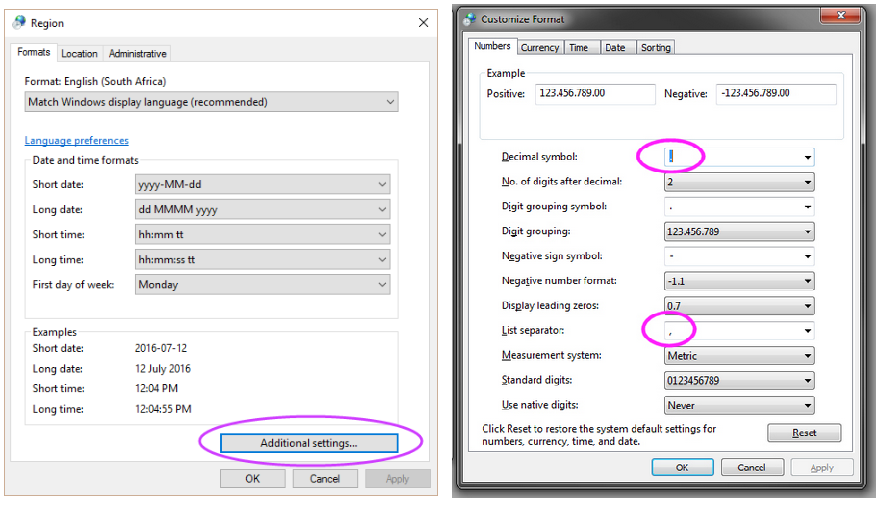 Region
Formats Location Administrative
Format: English (South Africa)
Match Windows display language (recommended)
Language preferences
Date and time formats
Short date: yyyy-MM-dd
Long date: dd MMMM yyyy
Short time: hh:mm tt
Long time: hh:mm:ss tt
First day of week: Monday
Examples
Short date: 2016-07-12
Long date: 12 July 2016
Short time: 12:04 PM
Long time: 12:04:55 PM
Additional settings...
OK Cancel Apply
Customize Format
Numbers Currency Time Date Sorting
Example
Positive: 123.456.789.00 Negative: -123.456.789.00
Decimal symbol: .
No. of digits after decimal: 2
Digit grouping symbol: .
Digit grouping: 123.456.789
Negative sign symbol: -
Negative number format: -1.1
Display leading zeros: 0.7
List separator: ,
Measurement system: Metric
Standard digits: 0123456789
Use native digits: Never
Click Reset to restore the system default settings for
numbers, currency, time, and date.
Reset
OK Cancel Apply